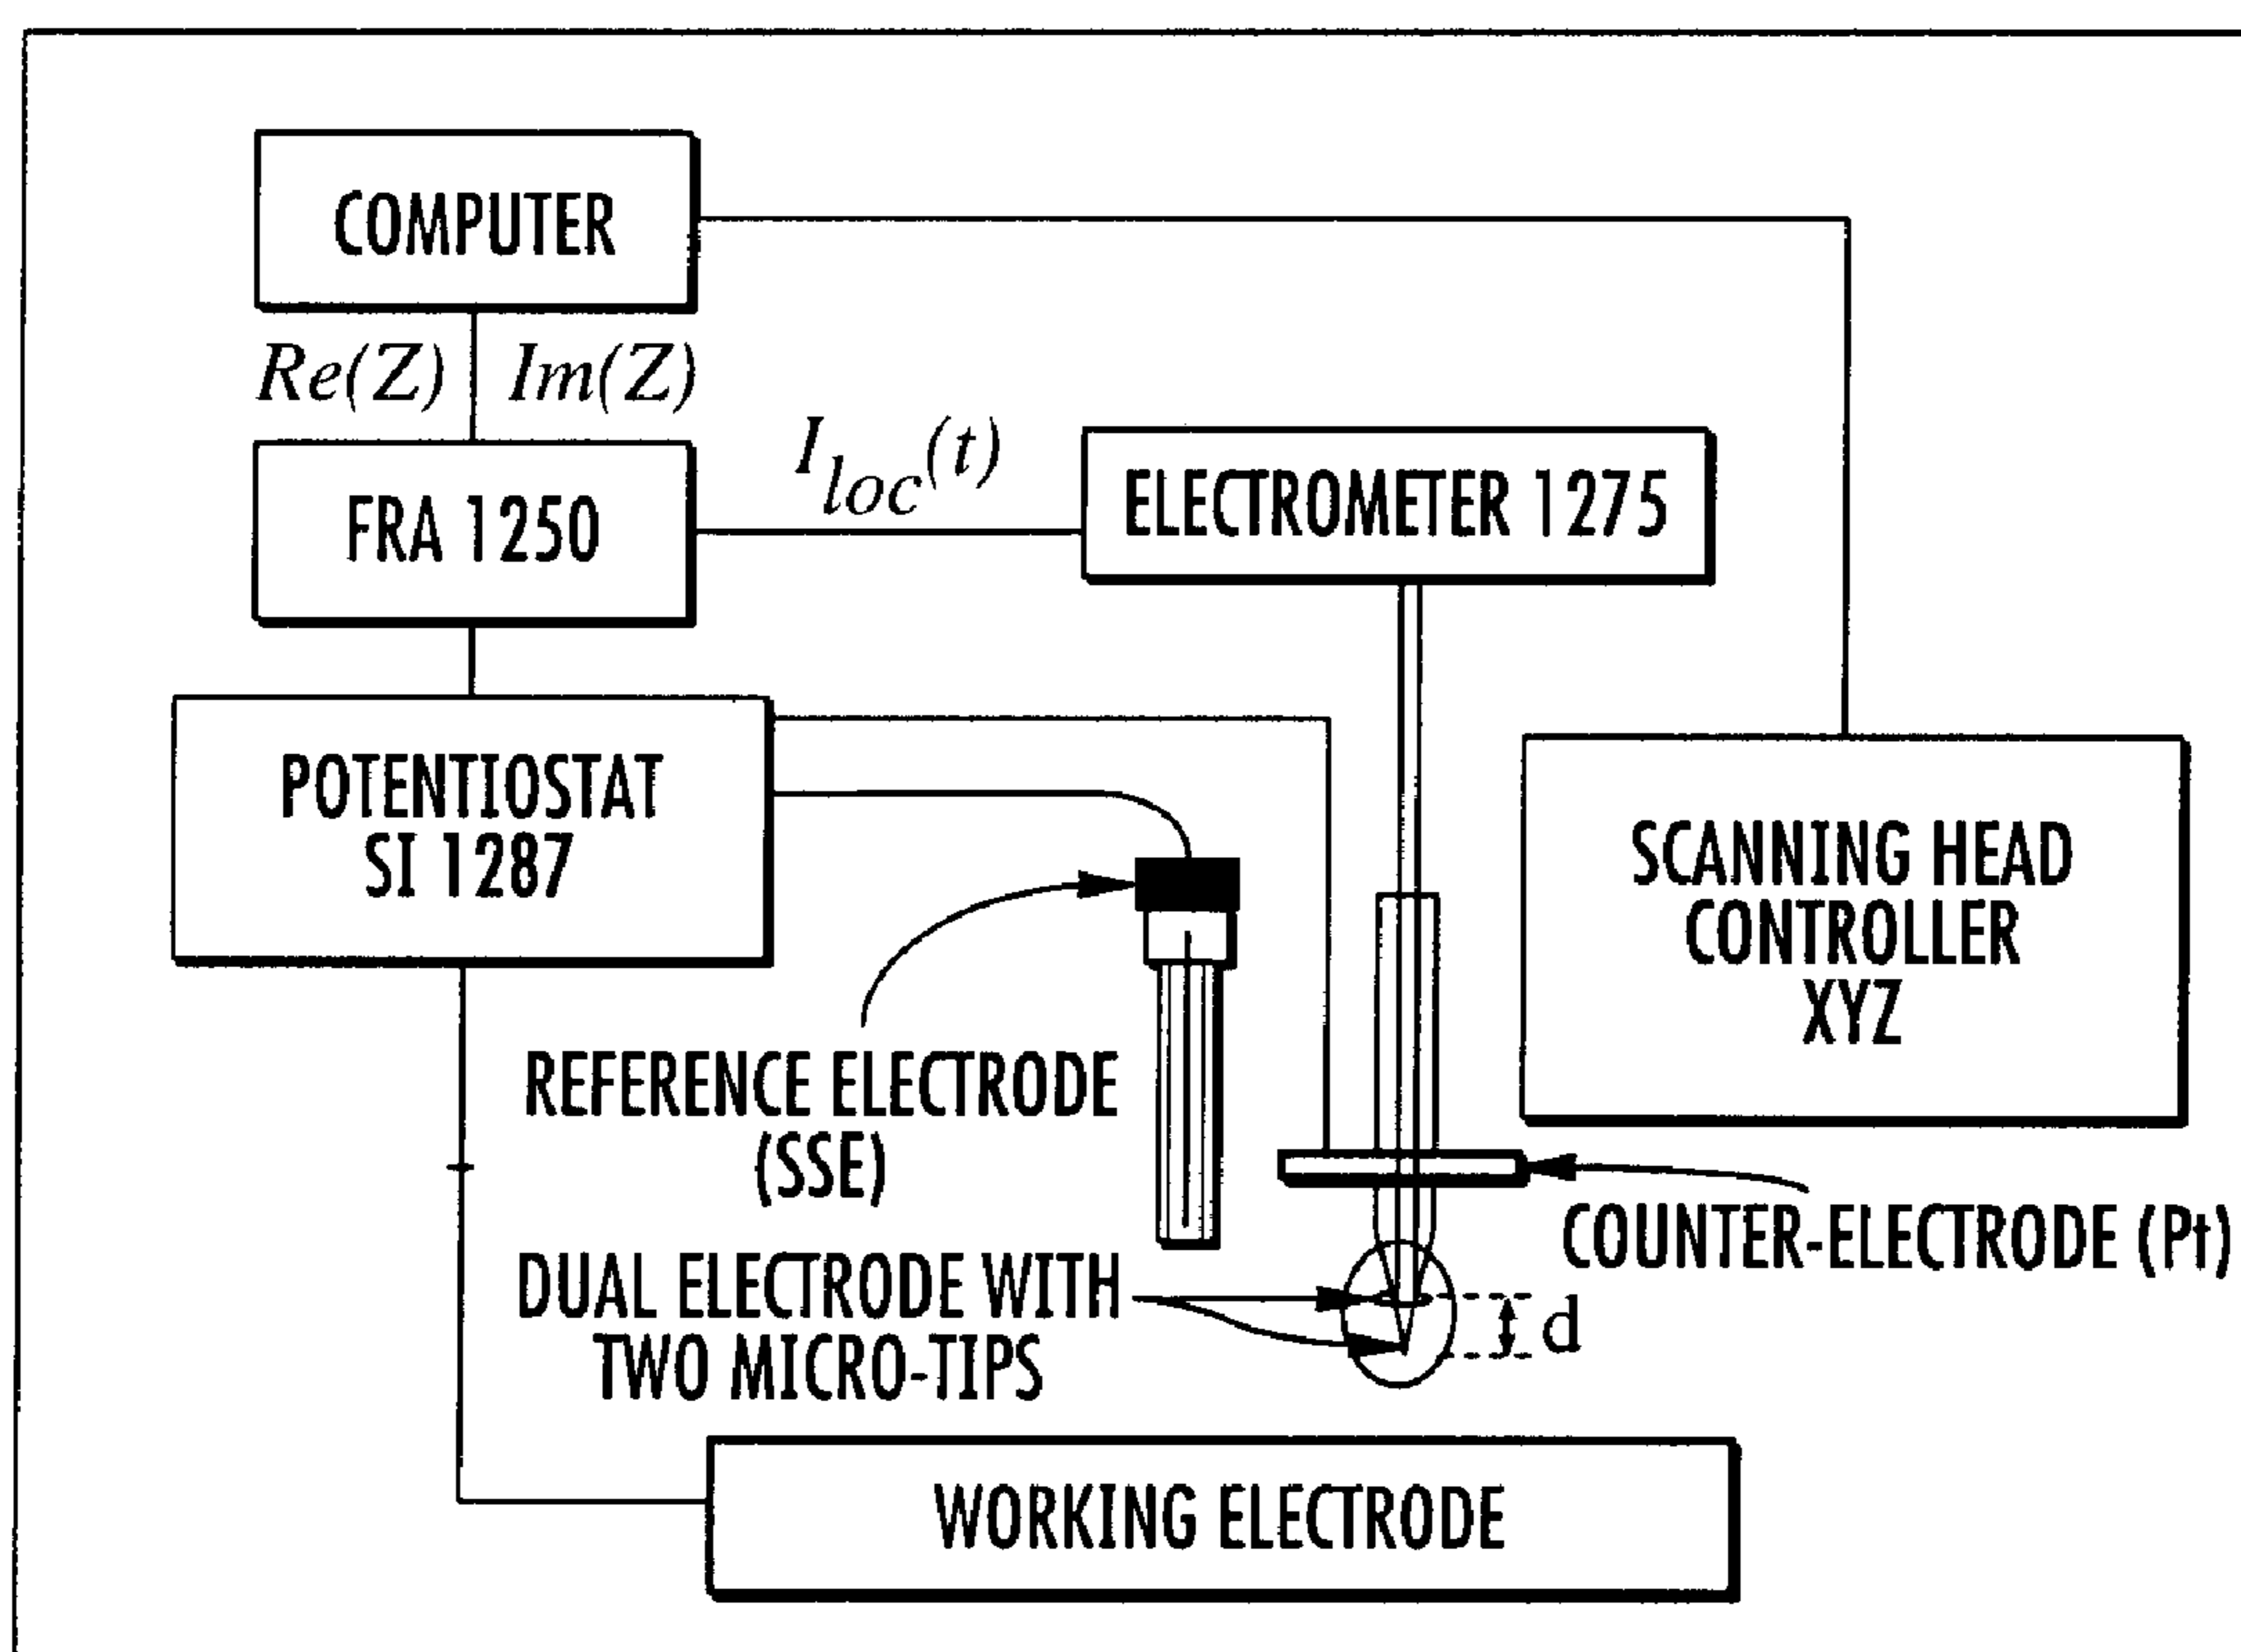 COMPUTER
Re(Z) Im(Z)
I_loc(t)
FRA 1250
ELECTROMETER 1275
POTENTIOSTAT
SI 1287
SCANNING HEAD
CONTROLLER
XYZ
REFERENCE ELECTRODE
(SSE)
COUNTER-ELECTRODE (Pt)
DUAL ELECTRODE WITH
TWO MICRO-TIPS
d
WORKING ELECTRODE